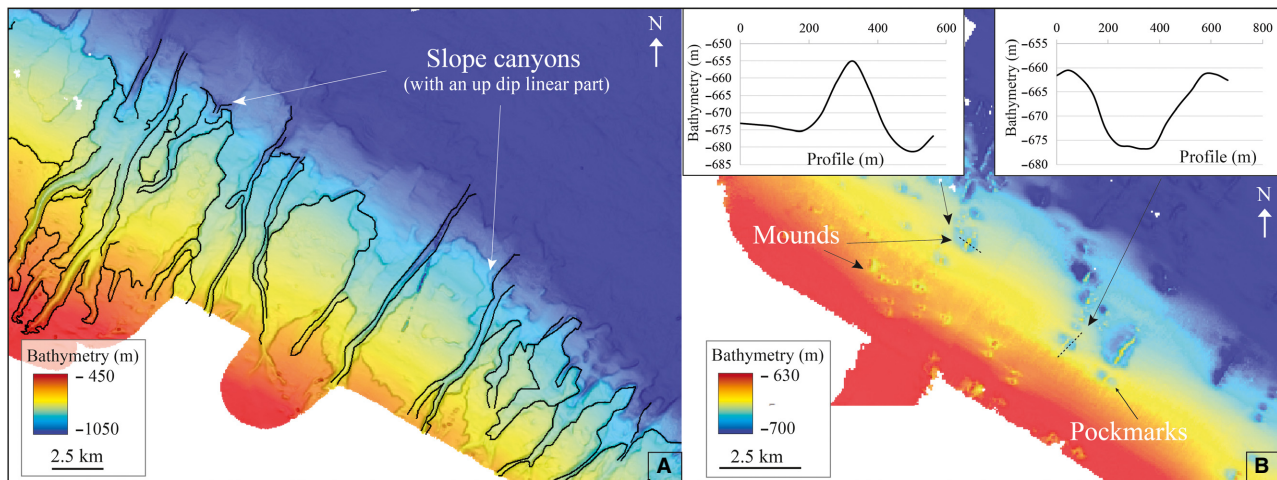 Slope canyons
(with an up dip linear part)
N
Bathymetry (m)
- 450
-1050
2.5 km
A
0 200 400 600
-650
-655
-660
-665
-670
-675
-680
-685
Bathymetry (m)
Profile (m)
0 200 400 600 800
-650
-655
-660
-665
-670
-675
-680
Bathymetry (m)
Profile (m)
N
Mounds
Pockmarks
Bathymetry (m)
- 630
-700
2.5 km
B